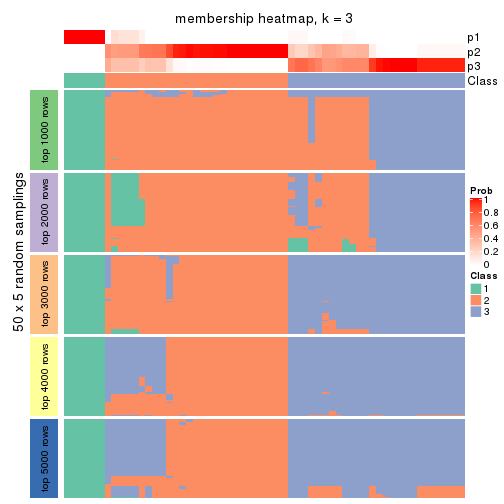 membership heatmap, k = 3
p1
p2
p3
Class
50 x 5 random samplings
top 1000 rows
top 2000 rows
top 3000 rows
top 4000 rows
top 5000 rows
Prob
1
0.8
0.6
0.4
0.2
0
Class
1
2
3